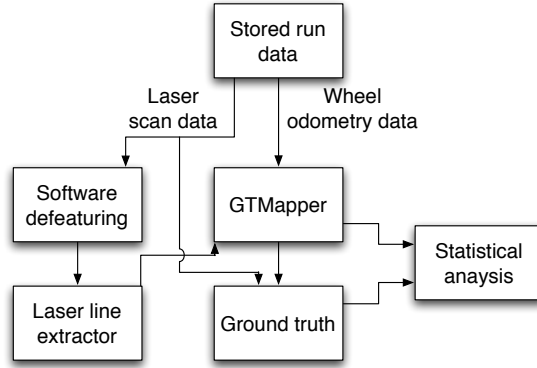 Stored run
data
Laser
scan data
Wheel
odometry data
Software
defeaturing
GTMapper
Statistical
anaysis
Laser line
extractor
Ground truth